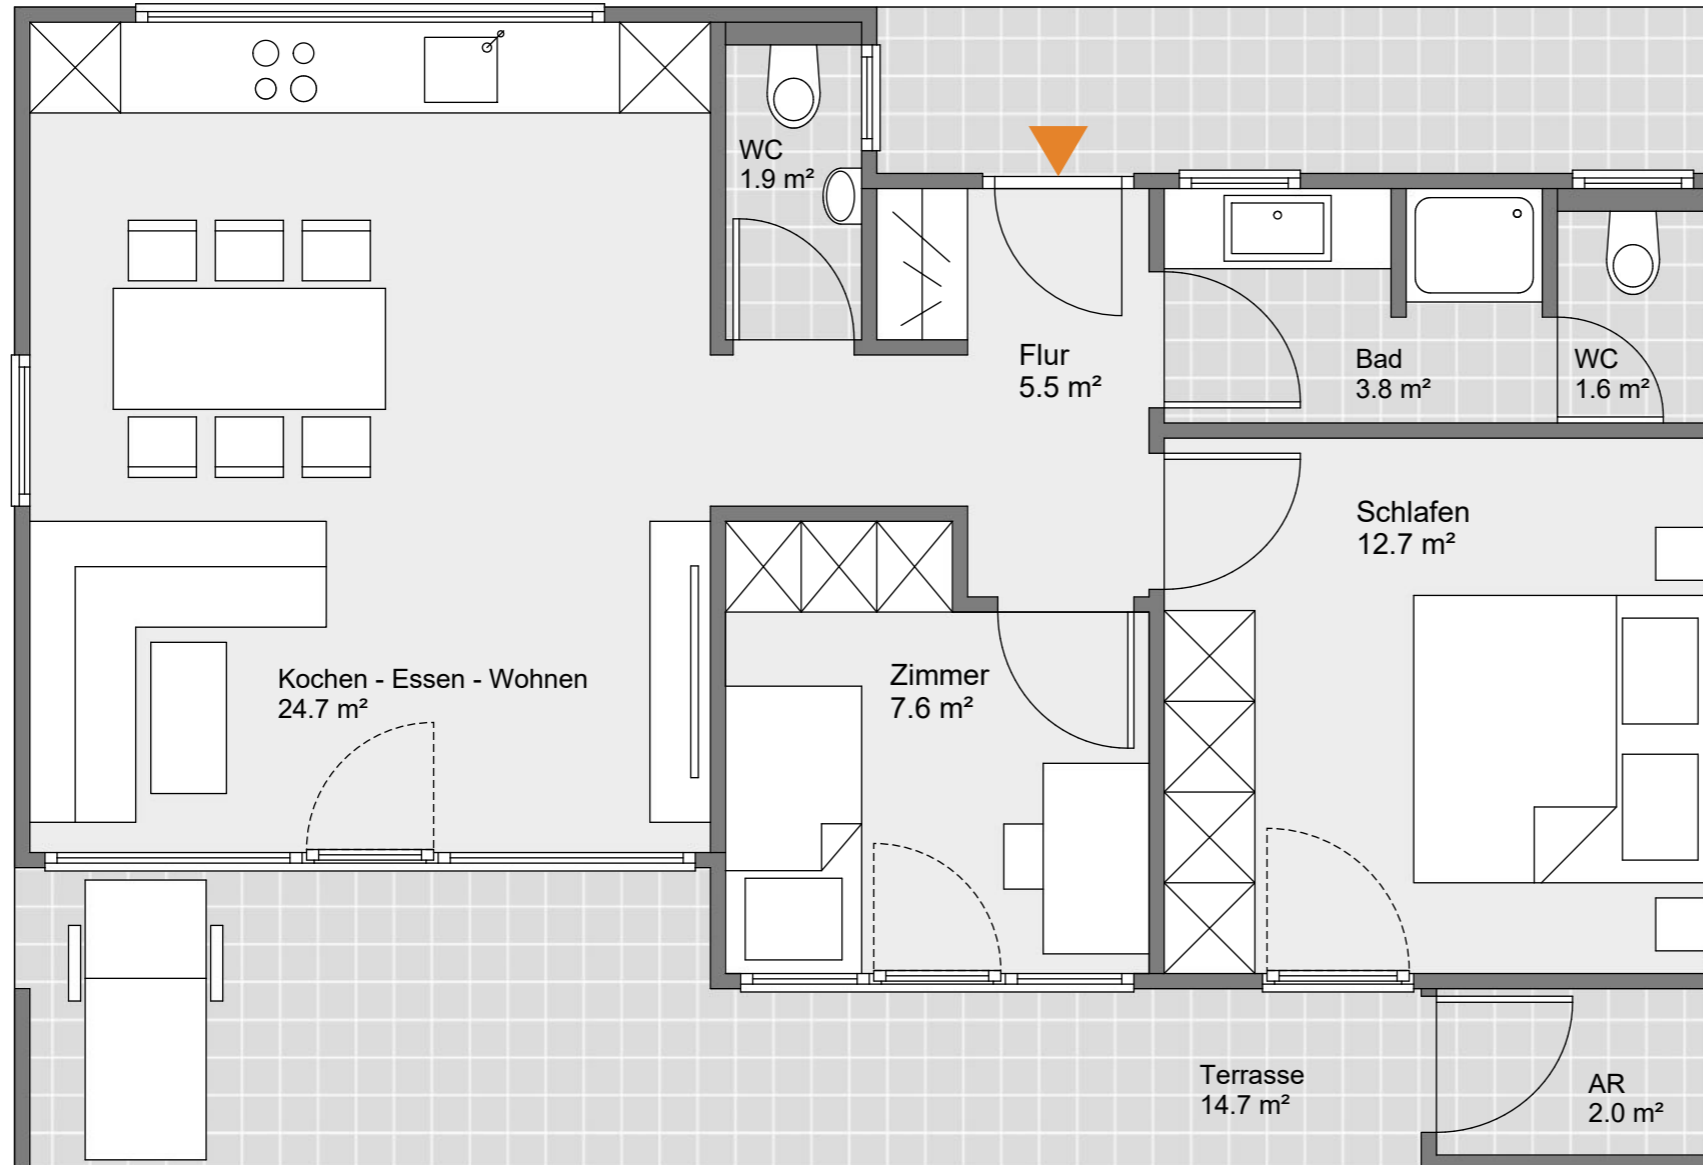 WC
1.9 m²
Flur
5.5 m²
Bad
3.8 m²
WC
1.6 m²
Schlafen
12.7 m²
Kochen - Essen - Wohnen
24.7 m²
Zimmer
7.6 m²
Terrasse
14.7 m²
AR
2.0 m²